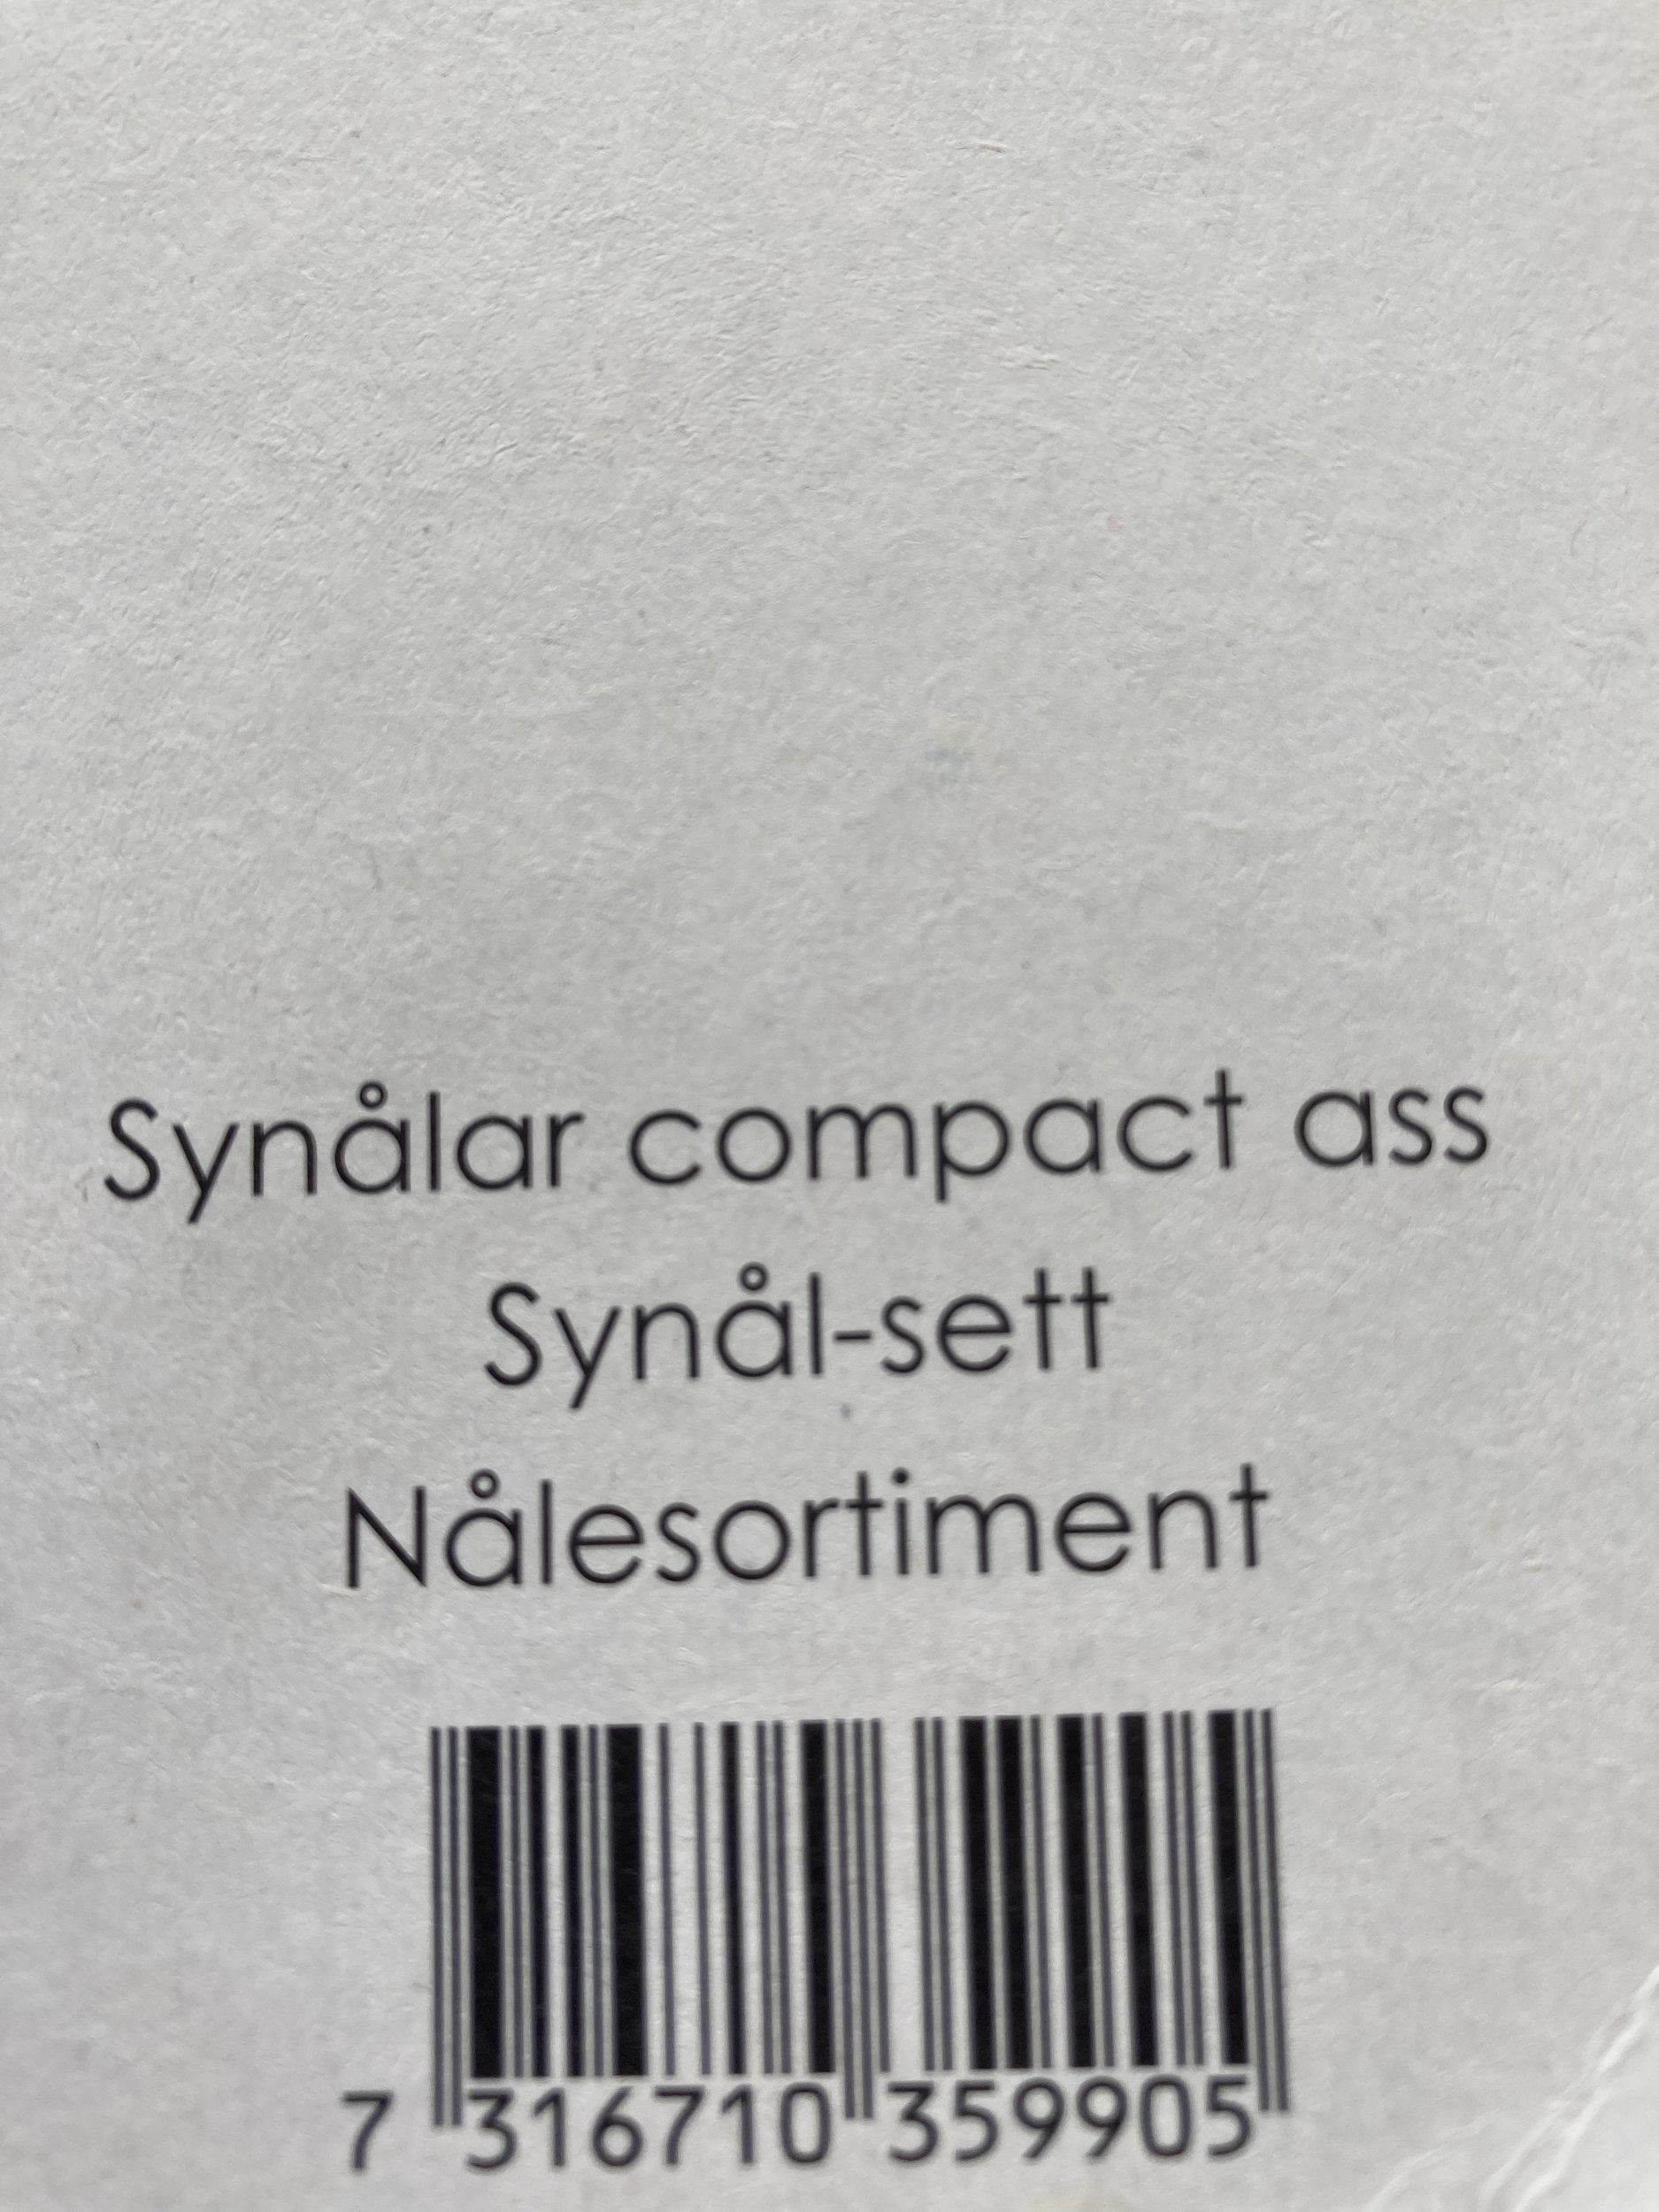 Synålar compact ass
Synål-sett
Nålesortiment
7 316710 359905